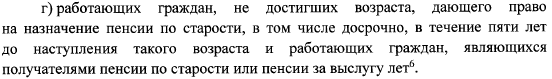 г) работающих граждан, не достигших возраста, дающего право
на назначение пенсии по старости, в том числе досрочно, в течение пяти лет
до наступления такого возраста и работающих граждан, являющихся
получателями пенсии по старости или пенсии за выслугу лет⁶.